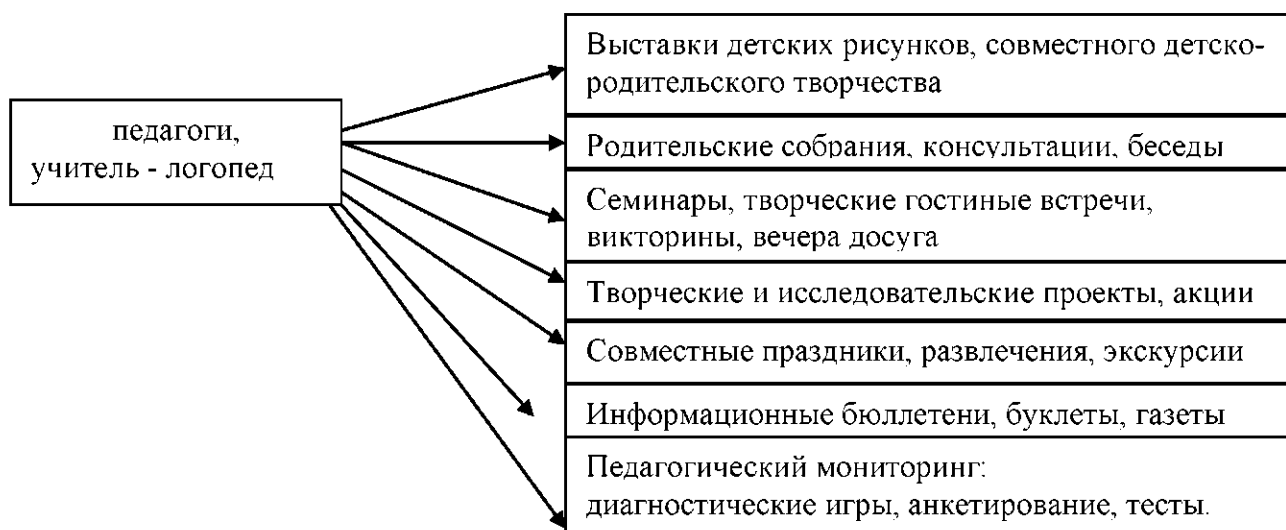 педагоги,
учитель - логопед
Выставки детских рисунков, совместного детско-
родительского творчества
Родительские собрания, консультации, беседы
Семинары, творческие гостиные встречи,
викторины, вечера досуга
Творческие и исследовательские проекты, акции
Совместные праздники, развлечения, экскурсии
Информационные бюллетени, буклеты, газеты
Педагогический мониторинг:
диагностические игры, анкетирование, тесты.